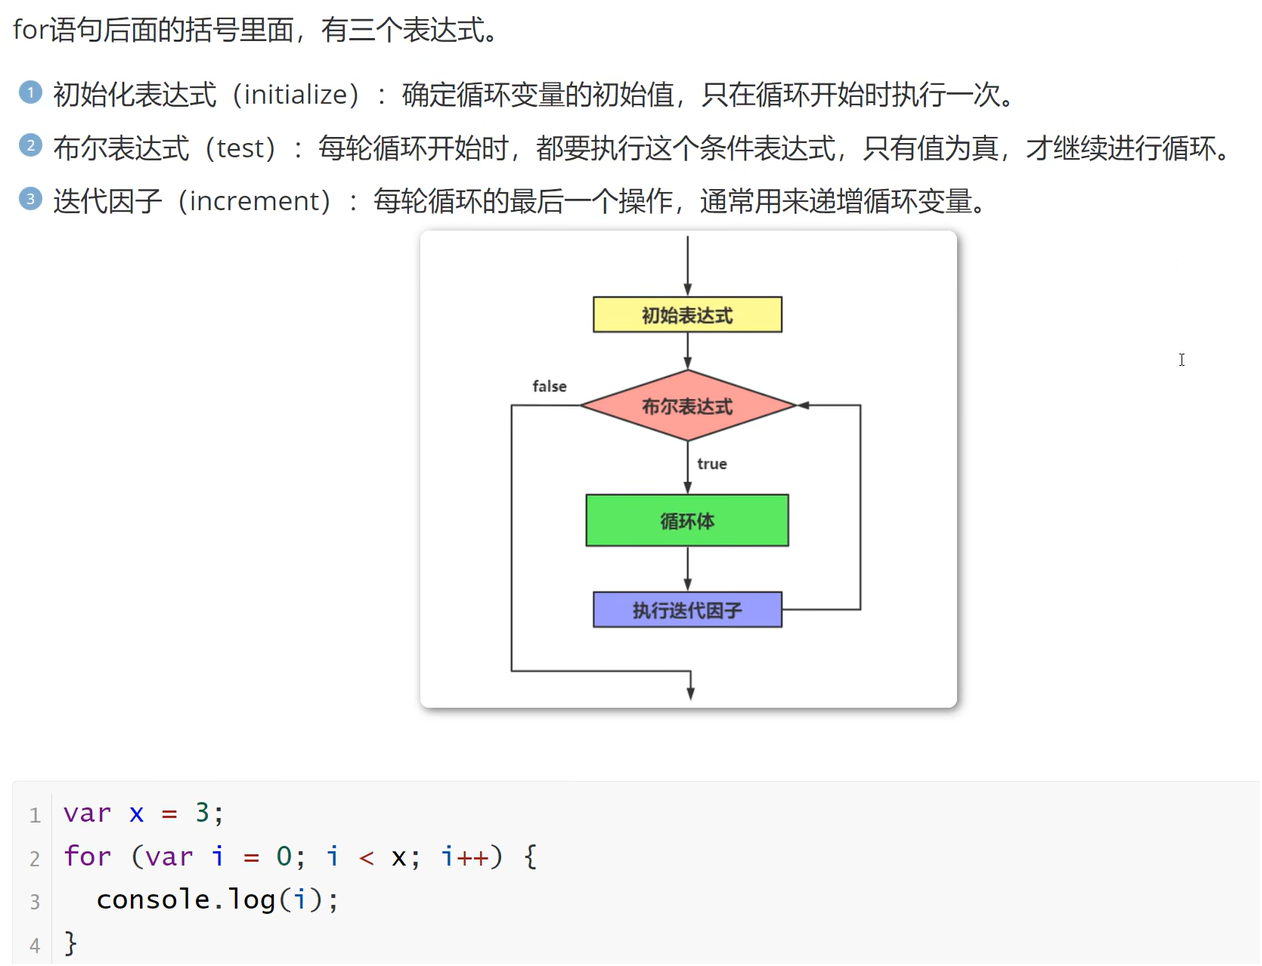 for语句后面的括号里面，有三个表达式。
1 初始化表达式（initialize）：确定循环变量的初始值，只在循环开始时执行一次。
2 布尔表达式（test）：每轮循环开始时，都要执行这个条件表达式，只有值为真，才继续进行循环。
3 迭代因子（increment）：每轮循环的最后一个操作，通常用来递增循环变量。
初始表达式
false
布尔表达式
true
循环体
执行迭代因子
1 var x = 3;
2 for (var i = 0; i < x; i++) {
3   console.log(i);
4 }